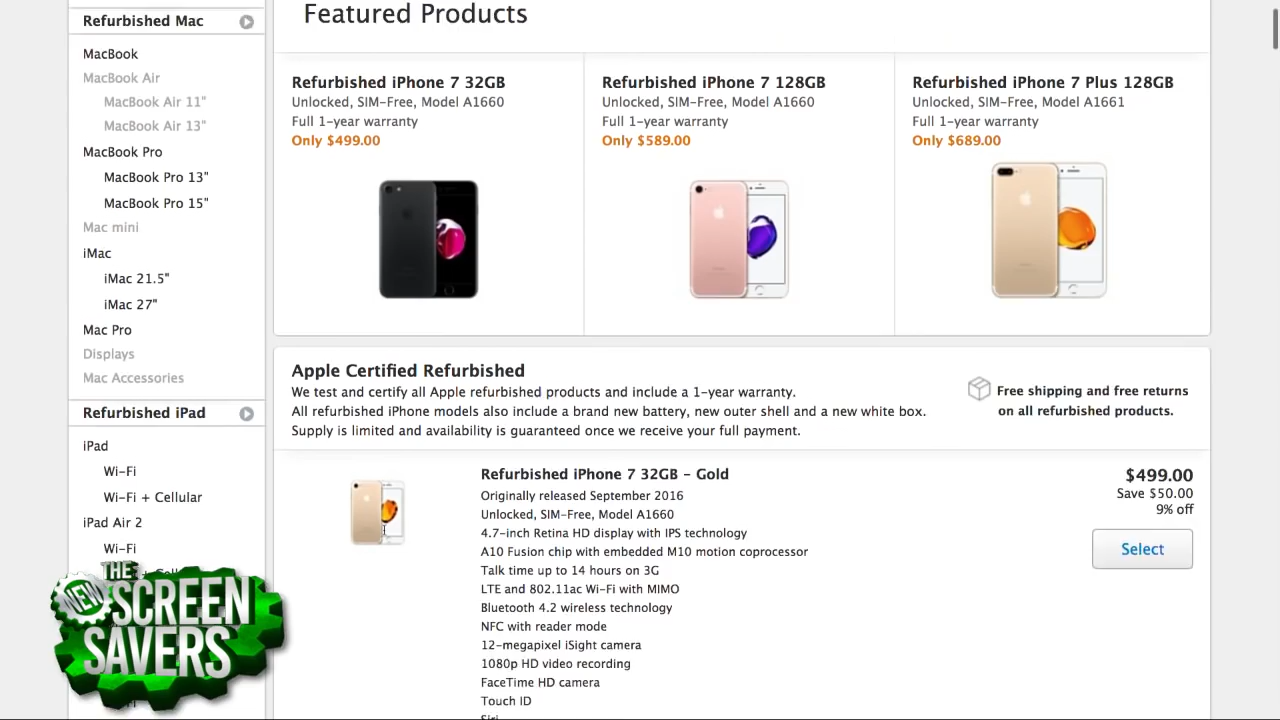 Refurbished Mac
MacBook
MacBook Air
MacBook Air 11"
MacBook Air 13"
MacBook Pro
MacBook Pro 13"
MacBook Pro 15"
Mac mini
iMac
iMac 21.5"
iMac 27"
Mac Pro
Displays
Mac Accessories
Refurbished iPad
iPad
Wi-Fi
Wi-Fi + Cellular
iPad Air 2
Wi-Fi
THE
NEW
SCREEN
SAVERS
Featured Products
Refurbished iPhone 7 32GB
Unlocked, SIM-Free, Model A1660
Full 1-year warranty
Only $499.00
Refurbished iPhone 7 128GB
Unlocked, SIM-Free, Model A1660
Full 1-year warranty
Only $589.00
Refurbished iPhone 7 Plus 128GB
Unlocked, SIM-Free, Model A1661
Full 1-year warranty
Only $689.00
Apple Certified Refurbished
We test and certify all Apple refurbished products and include a 1-year warranty.
All refurbished iPhone models also include a brand new battery, new outer shell and a new white box.
Supply is limited and availability is guaranteed once we receive your full payment.
Free shipping and free returns
on all refurbished products.
Refurbished iPhone 7 32GB - Gold
Originally released September 2016
Unlocked, SIM-Free, Model A1660
4.7-inch Retina HD display with IPS technology
A10 Fusion chip with embedded M10 motion coprocessor
Talk time up to 14 hours on 3G
LTE and 802.11ac Wi-Fi with MIMO
Bluetooth 4.2 wireless technology
NFC with reader mode
12-megapixel iSight camera
1080p HD video recording
FaceTime HD camera
Touch ID
Siri
$499.00
Save $50.00
9% off
Select